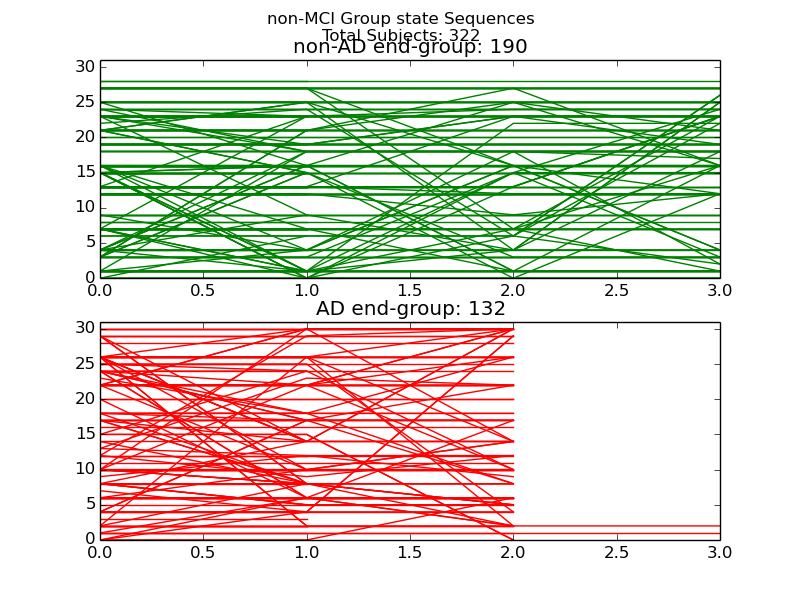 non-MCI Group state Sequences
Total Subjects: 322
non-AD end-group: 190
30
25
20
15
10
5
0
0.0 0.5 1.0 1.5 2.0 2.5 3.0
AD end-group: 132
30
25
20
15
10
5
0
0.0 0.5 1.0 1.5 2.0 2.5 3.0